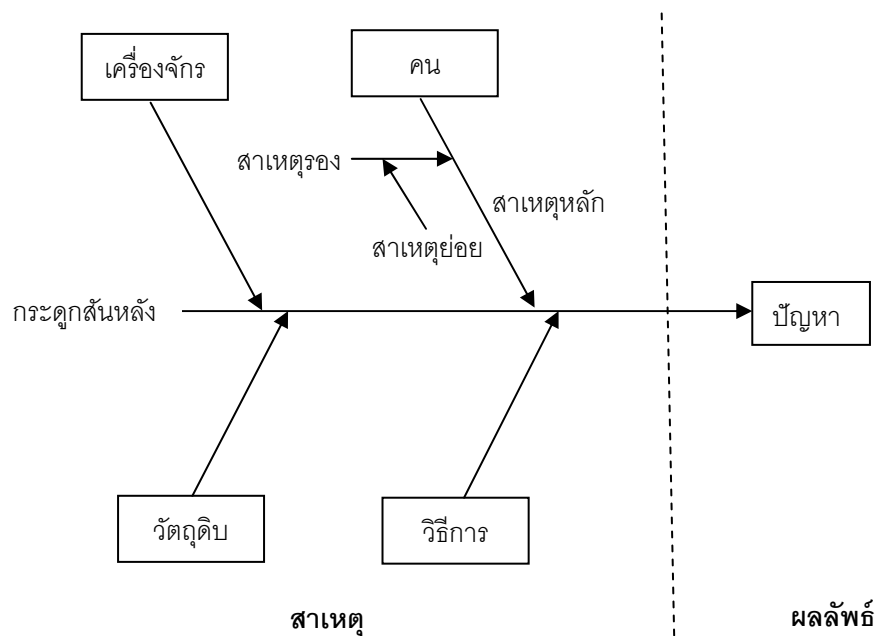 เครื่องจักร
คน
สาเหตุรอง
สาเหตุหลัก
สาเหตุย่อย
กระดูกสันหลัง
ปัญหา
วัตถุดิบ
วิธีการ
สาเหตุ
ผลลัพธ์